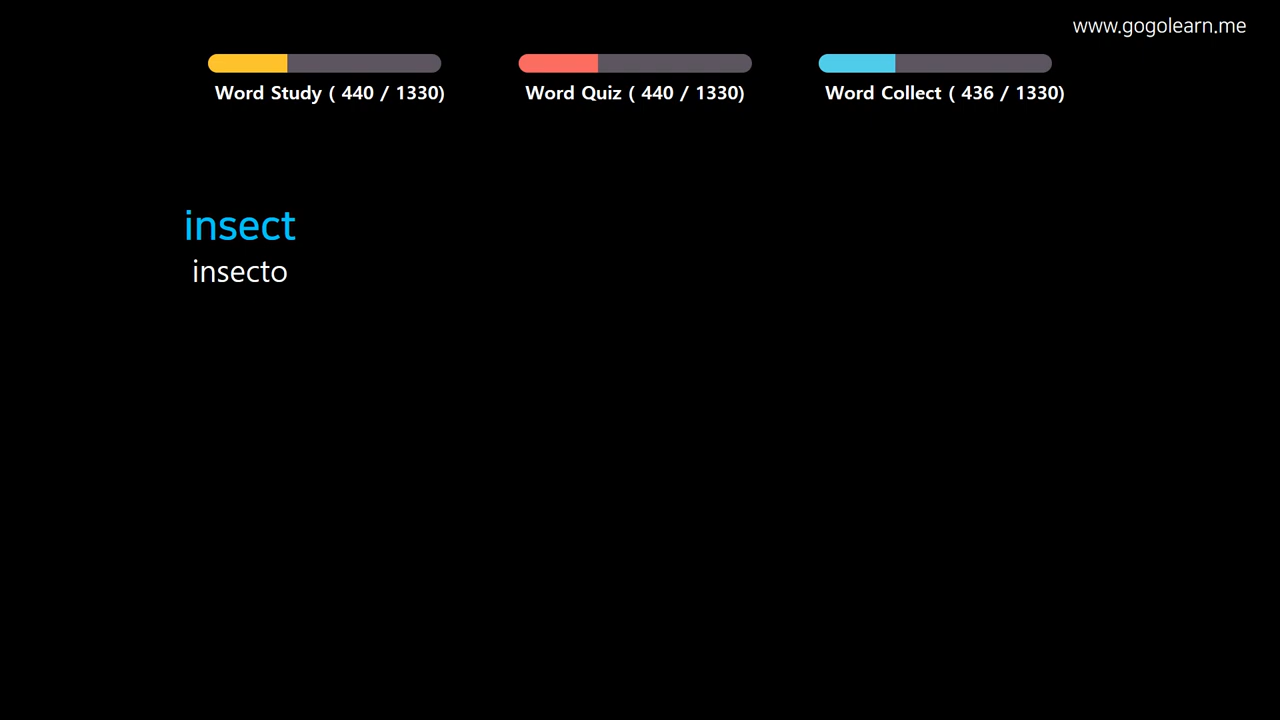 www.gogolearn.me
Word Study ( 440 / 1330)
Word Quiz ( 440 / 1330)
Word Collect ( 436 / 1330)
insect
insecto